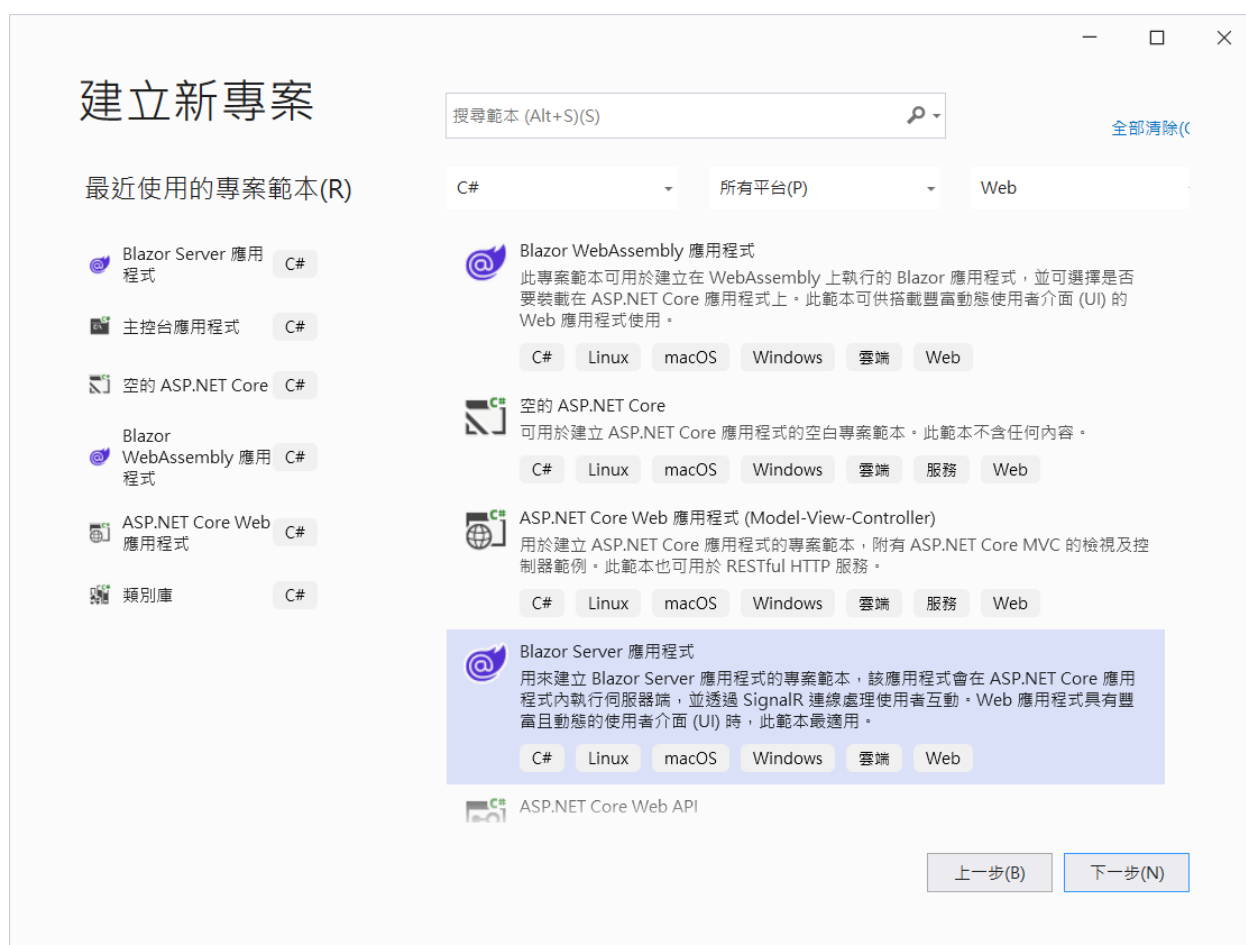 建立新專案
搜尋範本 (Alt+S)(S)
全部清除(
最近使用的專案範本(R)
C#
所有平台(P)
Web
Blazor Server 應用
程式
C#
主控台應用程式
C#
空的 ASP.NET Core
C#
Blazor
WebAssembly 應用
程式
C#
ASP.NET Core Web
應用程式
C#
類別庫
C#
Blazor WebAssembly 應用程式
此專案範本可用於建立在 WebAssembly 上執行的 Blazor 應用程式，並可選擇是否
要裝載在 ASP.NET Core 應用程式上。此範本可供搭載豐富動態使用者介面 (UI) 的
Web 應用程式使用。
C# Linux macOS Windows 雲端 Web
空的 ASP.NET Core
可用於建立 ASP.NET Core 應用程式的空白專案範本。此範本不含任何內容。
C# Linux macOS Windows 雲端 服務 Web
ASP.NET Core Web 應用程式 (Model-View-Controller)
用於建立 ASP.NET Core 應用程式的專案範本，附有 ASP.NET Core MVC 的檢視及控
制器範例。此範本也可用於 RESTful HTTP 服務。
C# Linux macOS Windows 雲端 服務 Web
Blazor Server 應用程式
用來建立 Blazor Server 應用程式的專案範本，該應用程式會在 ASP.NET Core 應用
程式內執行伺服器端，並透過 SignalR 連線處理使用者互動。Web 應用程式具有豐
富且動態的使用者介面 (UI) 時，此範本最適用。
C# Linux macOS Windows 雲端 Web
ASP.NET Core Web API
上一步(B)
下一步(N)